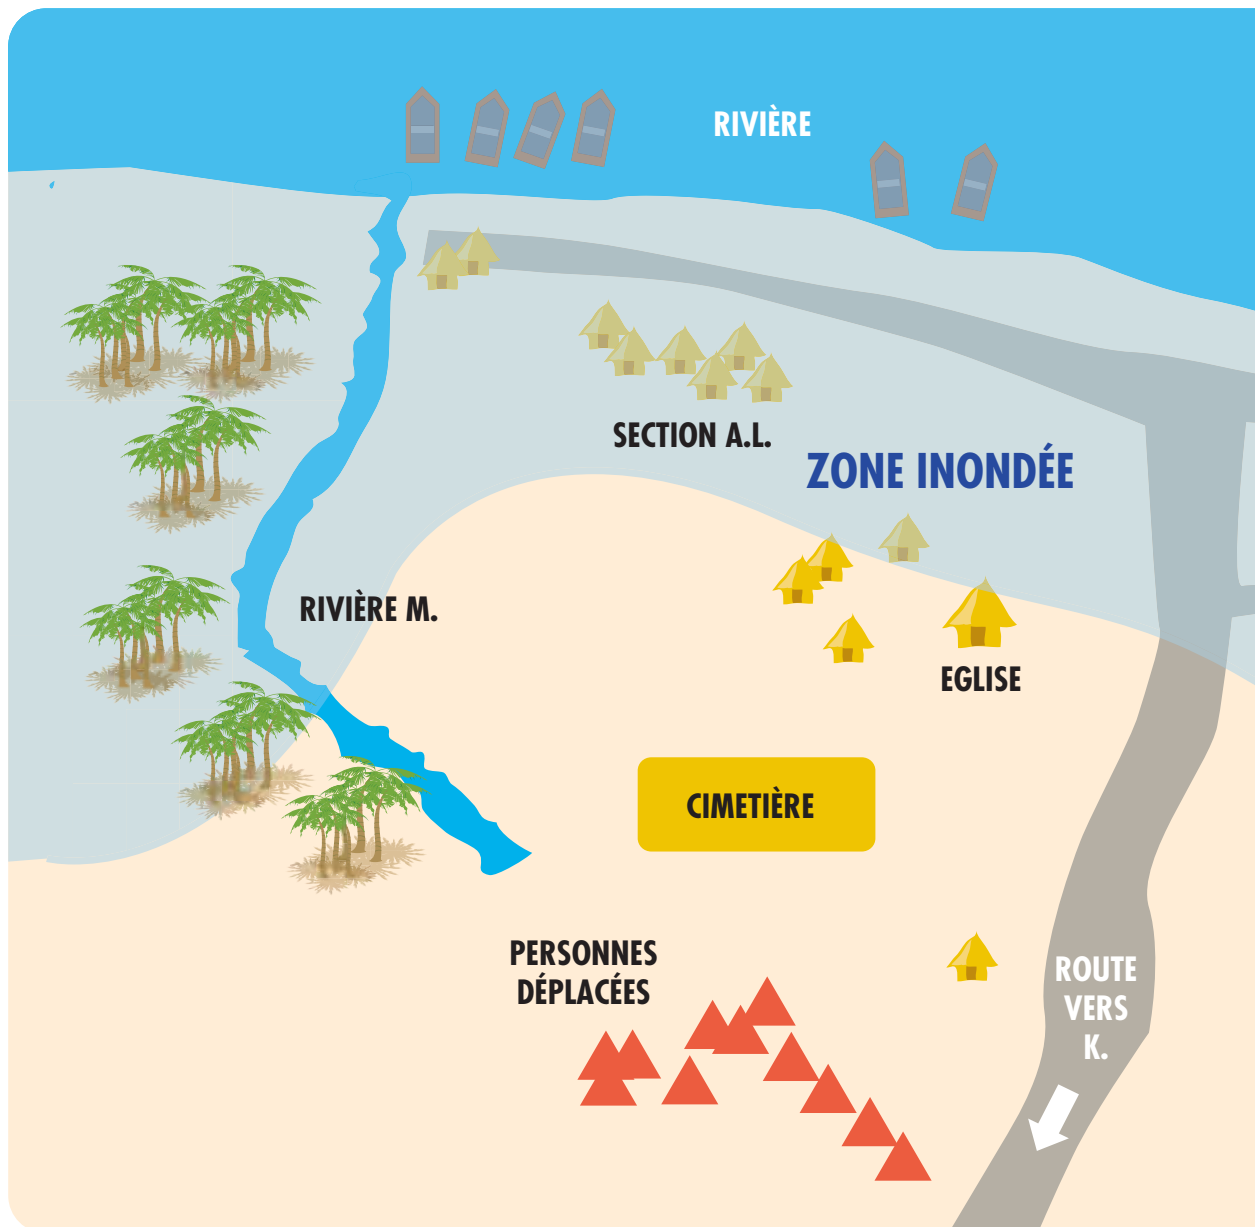 RIVIÈRE
SECTION A.L.
ZONE INONDÉE
RIVIÈRE M.
EGLISE
CIMETIÈRE
PERSONNES
DÉPLACÉES
ROUTE
VERS
K.